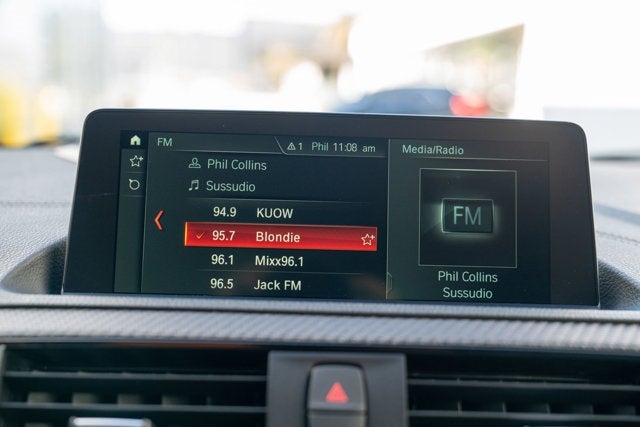 FM
1 Phil 11:08 am
Phil Collins
Sussudio
94.9 KUOW
95.7 Blondie
96.1 Mixx96.1
96.5 Jack FM
Media/Radio
FM
Phil Collins
Sussudio